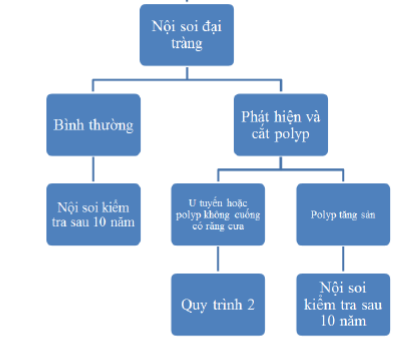 Nội soi đại
tràng
Bình thường
Phát hiện và
cắt polyp
Nội soi kiểm
tra sau 10 năm
U tuyến hoặc
polyp không cuống
có răng cưa
Polyp tăng sản
Quy trình 2
Nội soi
kiểm tra sau
10 năm